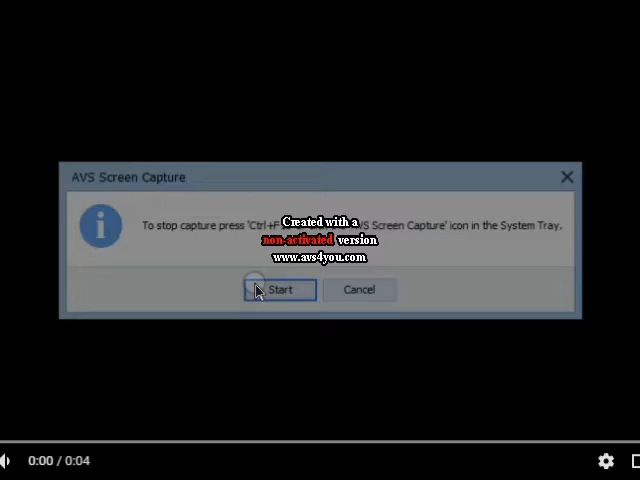 AVS Screen Capture
To stop capture press 'Ctrl+F VS Screen Capture' icon in the System Tray.
Created with a
non-activated version
www.avs4you.com
Start Cancel
0:00 / 0:04